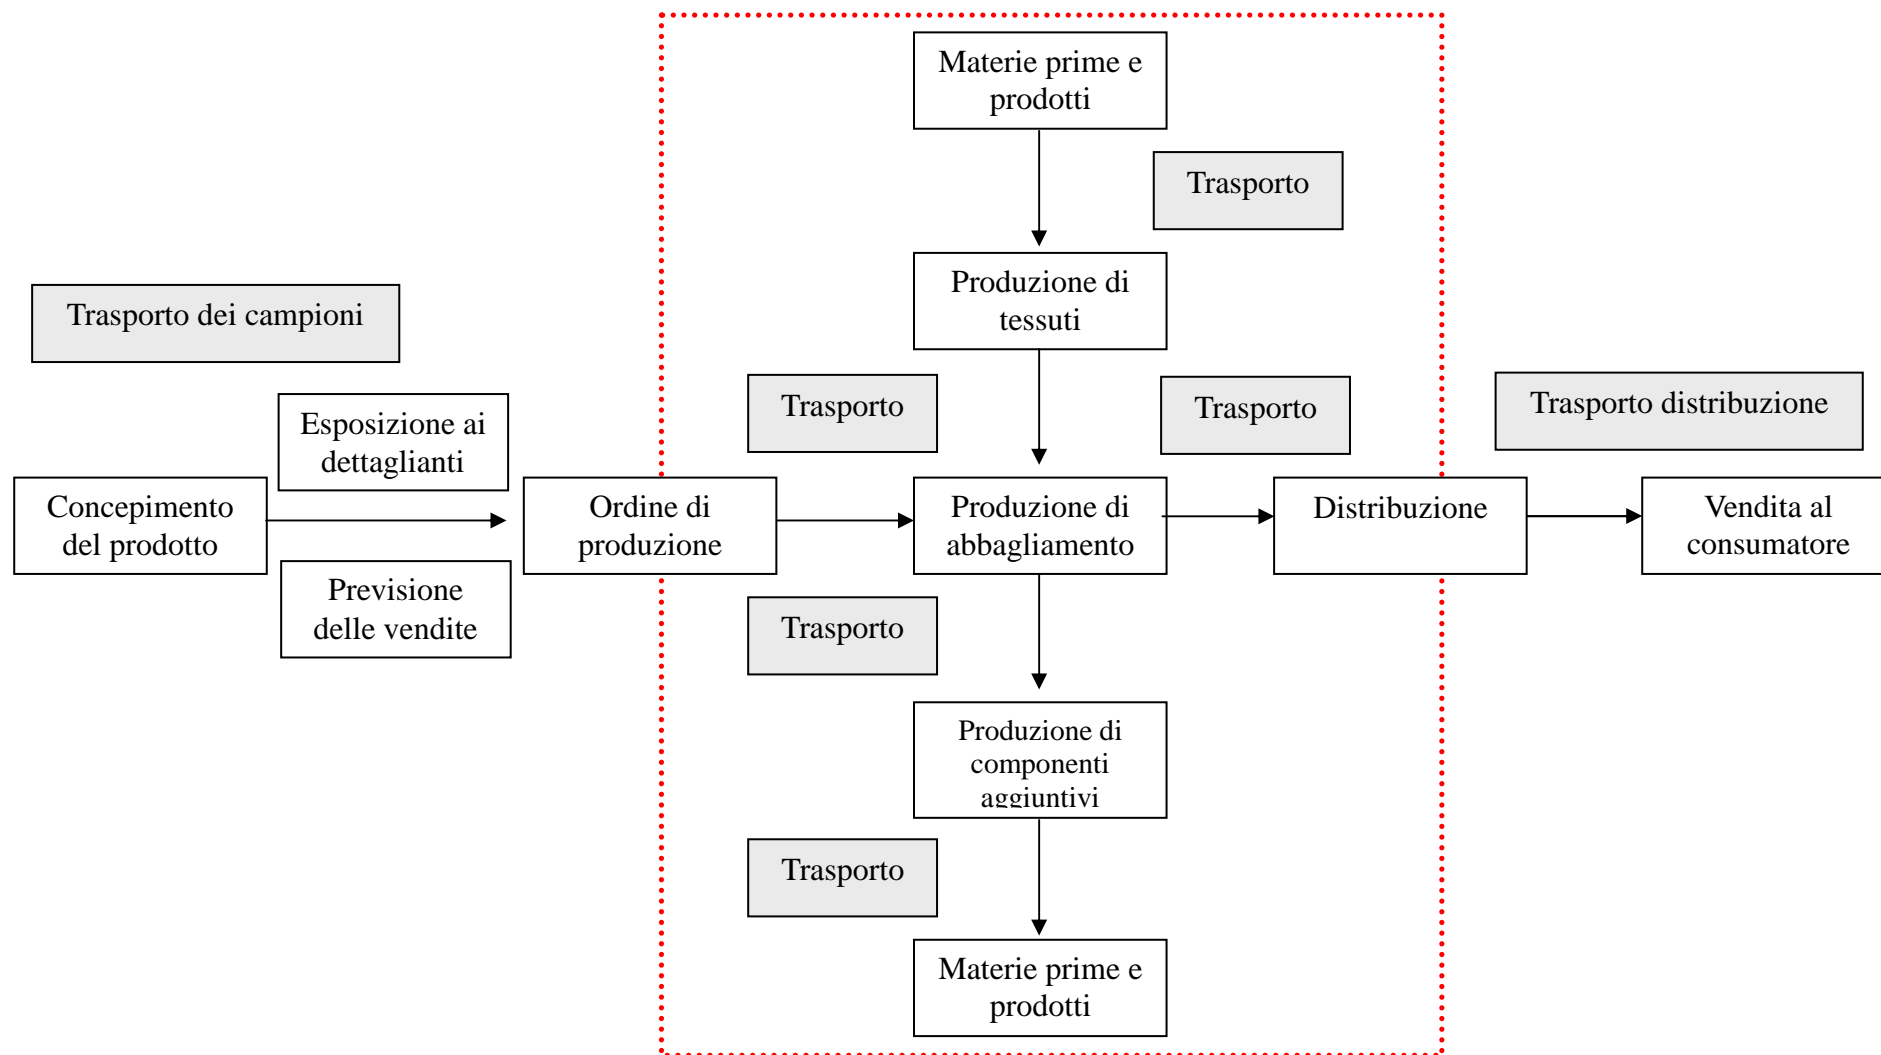 Materie prime e
prodotti
Trasporto
Produzione di
tessuti
Trasporto dei campioni
Trasporto
Trasporto
Trasporto distribuzione
Esposizione ai
dettaglianti
Concepimento
del prodotto
Ordine di
produzione
Produzione di
abbagliamento
Distribuzione
Vendita al
consumatore
Previsione
delle vendite
Trasporto
Produzione di
componenti
aggiuntivi
Trasporto
Materie prime e
prodotti